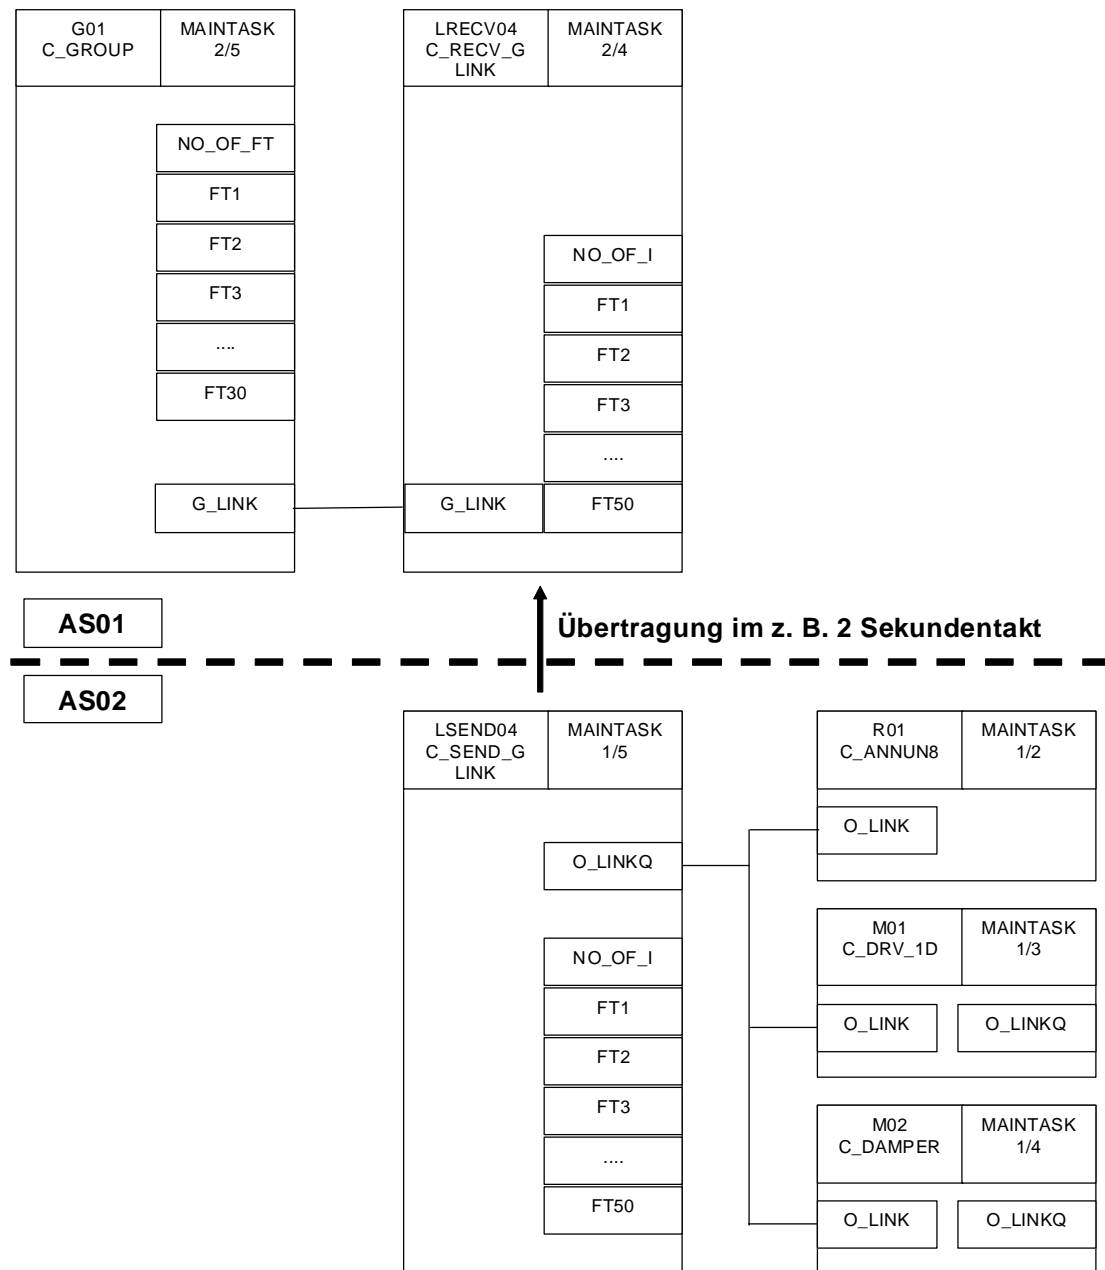 G01
C_GROUP
MAINTASK
2/5
NO_OF_FT
FT1
FT2
FT3
....
FT30
G_LINK
LRECV04
C_RECV_G
LINK
MAINTASK
2/4
NO_OF_I
FT1
FT2
FT3
....
G_LINK
FT50
AS01
Übertragung im z. B. 2 Sekundentakt
AS02
LSEND04
C_SEND_G
LINK
MAINTASK
1/5
O_LINKQ
NO_OF_I
FT1
FT2
FT3
....
FT50
R01
C_ANNUN8
MAINTASK
1/2
O_LINK
M01
C_DRV_1D
MAINTASK
1/3
O_LINK
O_LINKQ
M02
C_DAMPER
MAINTASK
1/4
O_LINK
O_LINKQ